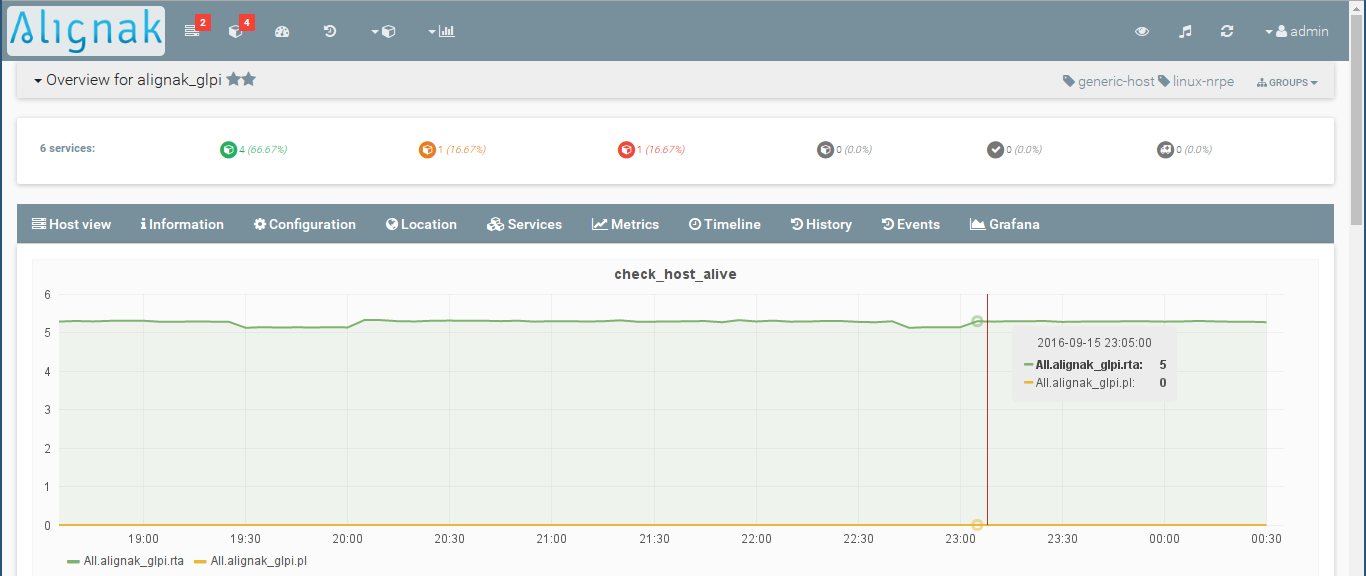 Alignak 2 4 admin
Overview for alignak_glpi generic-host linux-nrpe GROUPS
6 services: 4 (66.67%) 1 (16.67%) 1 (16.67%) 0 (0.0%) 0 (0.0%) 0 (0.0%)
Host view Information Configuration Location Services Metrics Timeline History Events Grafana
check_host_alive
6
5
4
3
2
1
0
2016-09-15 23:05:00
All.alignak_glpi.rta: 5
All.alignak_glpi.pl: 0
19:00 19:30 20:00 20:30 21:00 21:30 22:00 22:30 23:00 23:30 00:00 00:30
All.alignak_glpi.rta All.alignak_glpi.pl